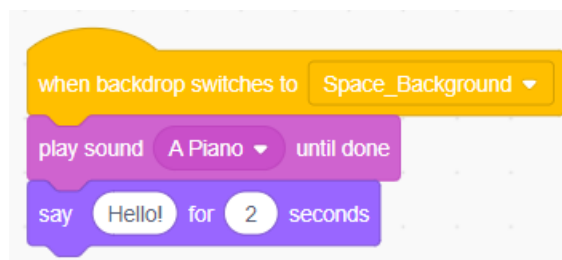 when backdrop switches to Space_Background
play sound A Piano until done
say Hello! for 2 seconds